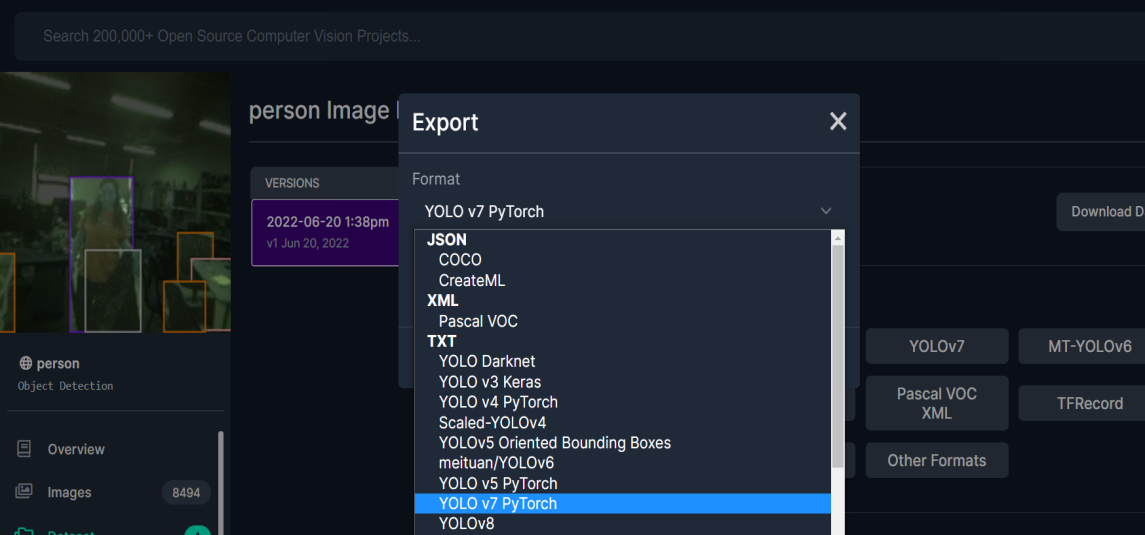 Search 200,000+ Open Source Computer Vision Projects...
person Image
Export
VERSIONS
2022-06-20 1:38pm
v1 Jun 20, 2022
Format
YOLO v7 PyTorch
JSON
COCO
CreateML
XML
Pascal VOC
TXT
YOLO Darknet
YOLO v3 Keras
YOLO v4 PyTorch
Scaled-YOLOv4
YOLOv5 Oriented Bounding Boxes
meituan/YOLOv6
YOLO v5 PyTorch
YOLO v7 PyTorch
YOLOv8
Download D
YOLOv7
MT-YOLOv6
Pascal VOC
XML
TFRecord
Other Formats
person
Object Detection
Overview
Images
8494
Dataset